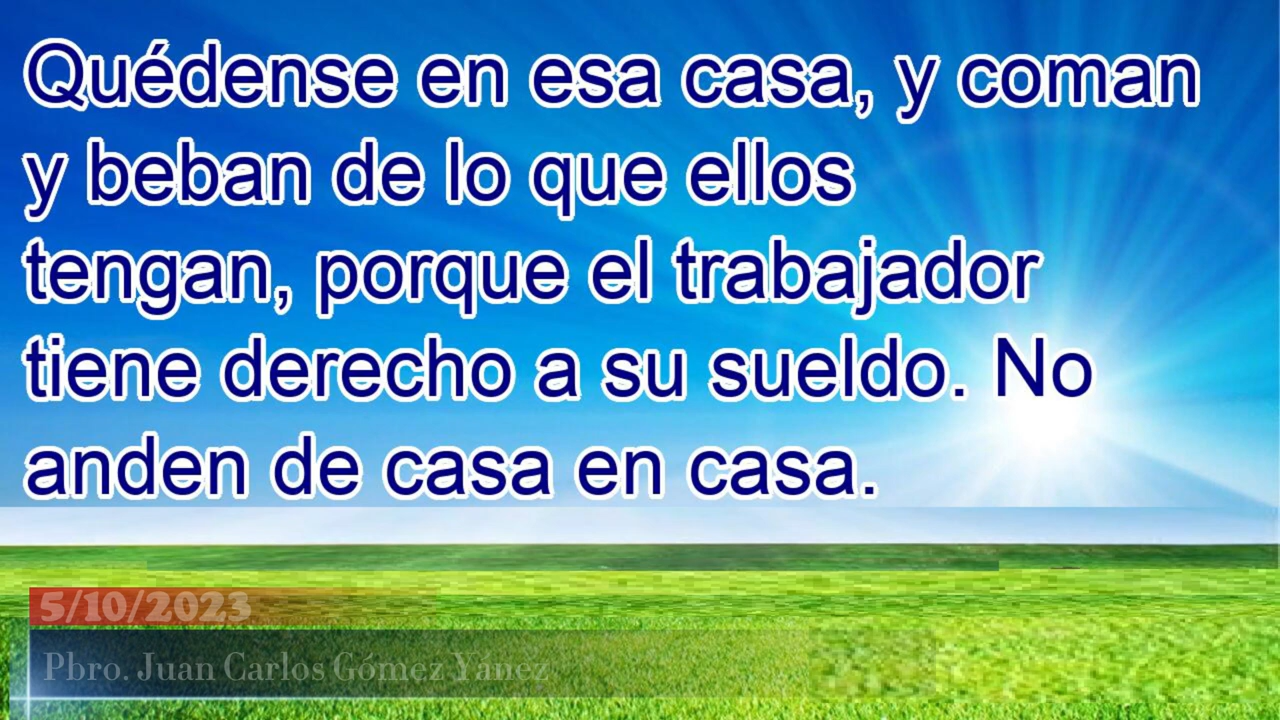 Quédense en esa casa, y coman
y beban de lo que ellos
tengan, porque el trabajador
tiene derecho a su sueldo. No
anden de casa en casa.
5/10/2023
Pbro. Juan Carlos Gómez Yánez